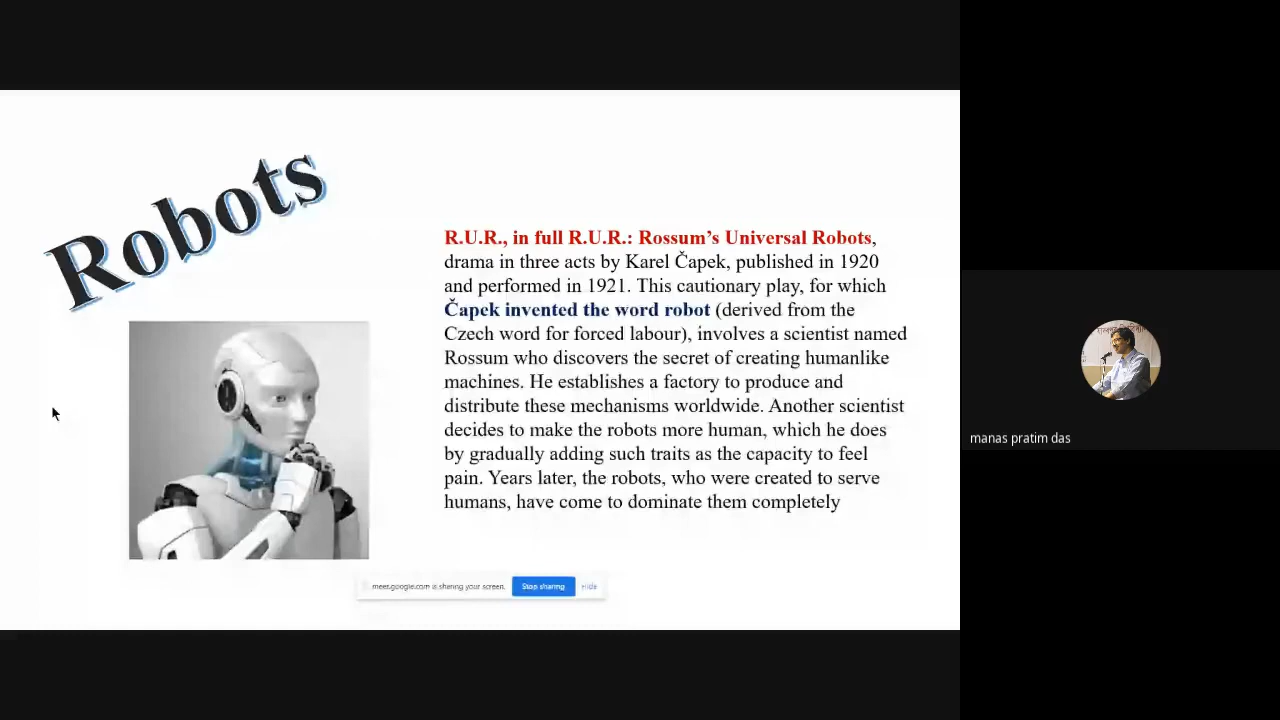 Robots
R.U.R., in full R.U.R.: Rossum’s Universal Robots,
drama in three acts by Karel Čapek, published in 1920
and performed in 1921. This cautionary play, for which
Čapek invented the word robot (derived from the
Czech word for forced labour), involves a scientist named
Rossum who discovers the secret of creating humanlike
machines. He establishes a factory to produce and
distribute these mechanisms worldwide. Another scientist
decides to make the robots more human, which he does
by gradually adding such traits as the capacity to feel
pain. Years later, the robots, who were created to serve
humans, have come to dominate them completely
meet.google.com is sharing your screen. Stop sharing Hide
manas pratim das